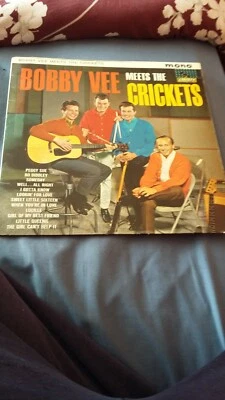 BOBBY VEE MEETS THE CRICKETS
mono
BOBBY VEE MEETS THE
CRICKETS
PEGGY SUE
BO DIDDLEY
SOMEDAY
WELL... ALL RIGHT
I GOTTA KNOW
LOOKIN' FOR LOVE
SWEET LITTLE SIXTEEN
WHEN YOU'RE IN LOVE
LUCILLE
GIRL OF MY BEST FRIEND
LITTLE QUEENIE
THE GIRL CAN'T HELP IT